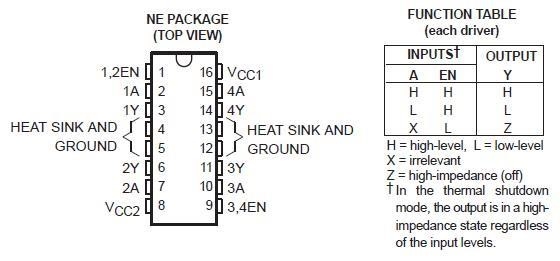 NE PACKAGE
(TOP VIEW)
1,2EN 1 16 VCC1
1A 2 15 4A
1Y 3 14 4Y
HEAT SINK AND GROUND 4 13 HEAT SINK AND GROUND
5 12
2Y 6 11 3Y
2A 7 10 3A
VCC2 8 9 3,4EN
FUNCTION TABLE
(each driver)
INPUTS† OUTPUT
A EN Y
H H H
L H L
X L Z
H = high-level, L = low-level
X = irrelevant
Z = high-impedance (off)
† In the thermal shutdown
mode, the output is in a high-
impedance state regardless
of the input levels.